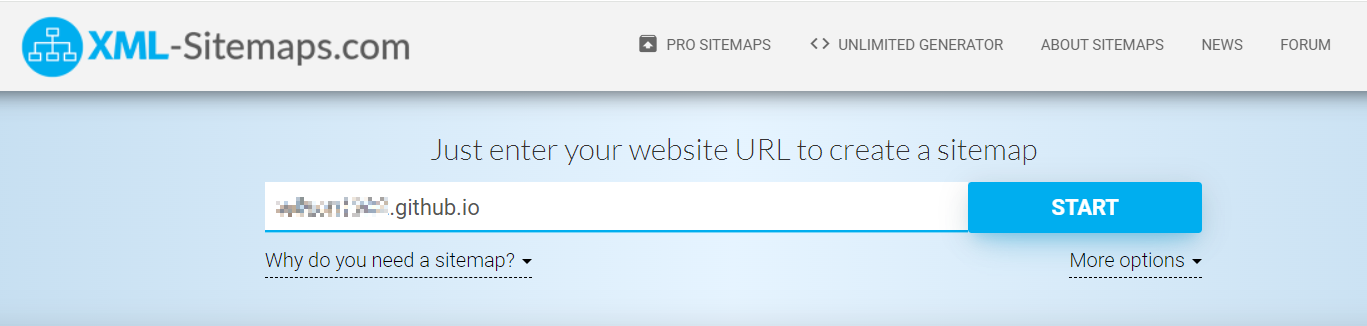 XML-Sitemaps.com
PRO SITEMAPS
UNLIMITED GENERATOR
ABOUT SITEMAPS
NEWS
FORUM
Just enter your website URL to create a sitemap
.github.io
START
Why do you need a sitemap?
More options